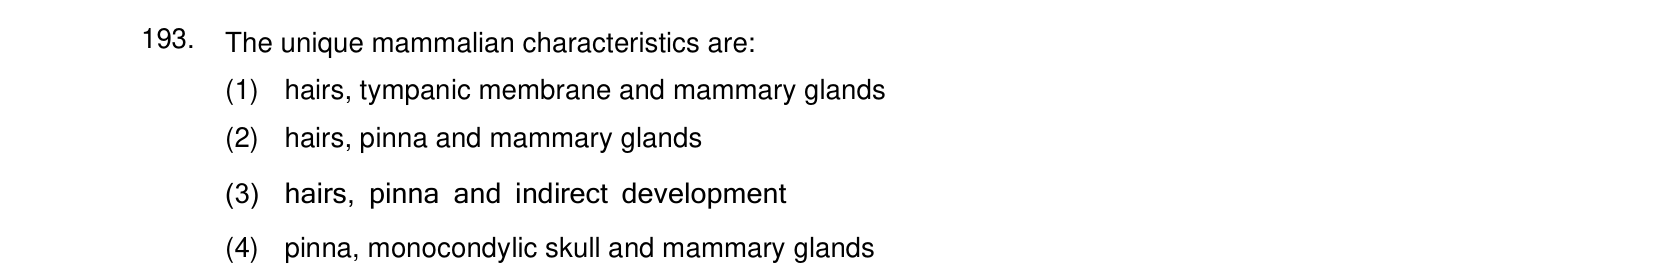 193. The unique mammalian characteristics are:
(1) hairs, tympanic membrane and mammary glands
(2) hairs, pinna and mammary glands
(3) hairs, pinna and indirect development
(4) pinna, monocondylic skull and mammary glands